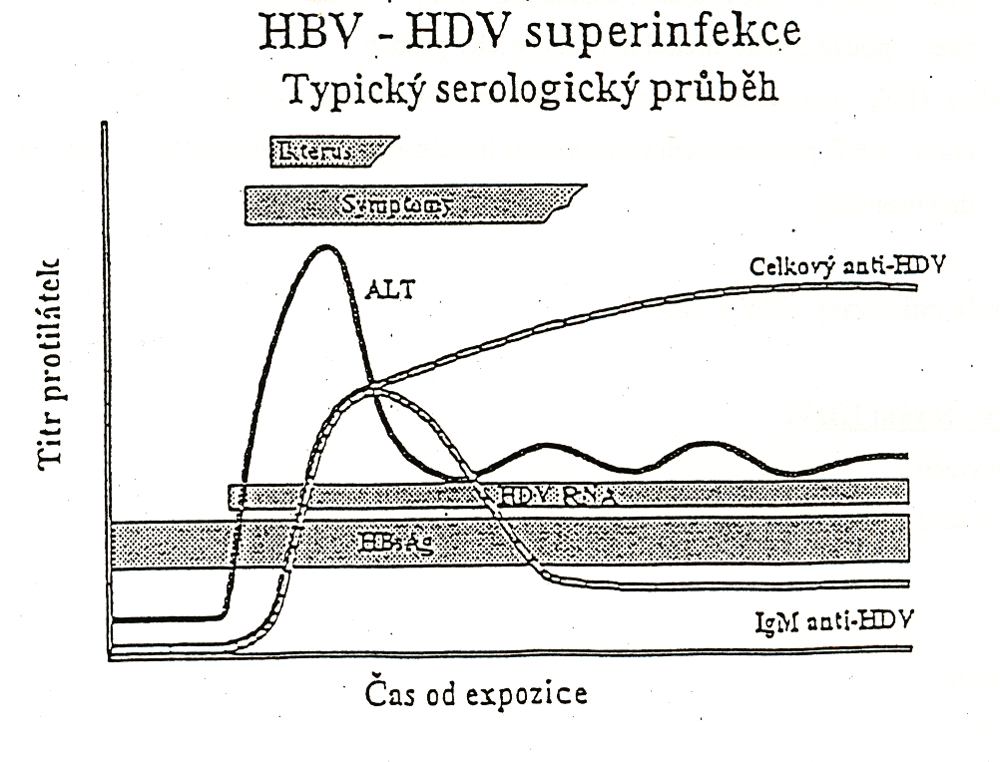 HBV - HDV superinfekce
Typický serologický průběh
Ikterus
Symptomy
Celkový anti-HDV
ALT
Titr protilátek
HDV RNA
HBsAg
IgM anti-HDV
Čas od expozice